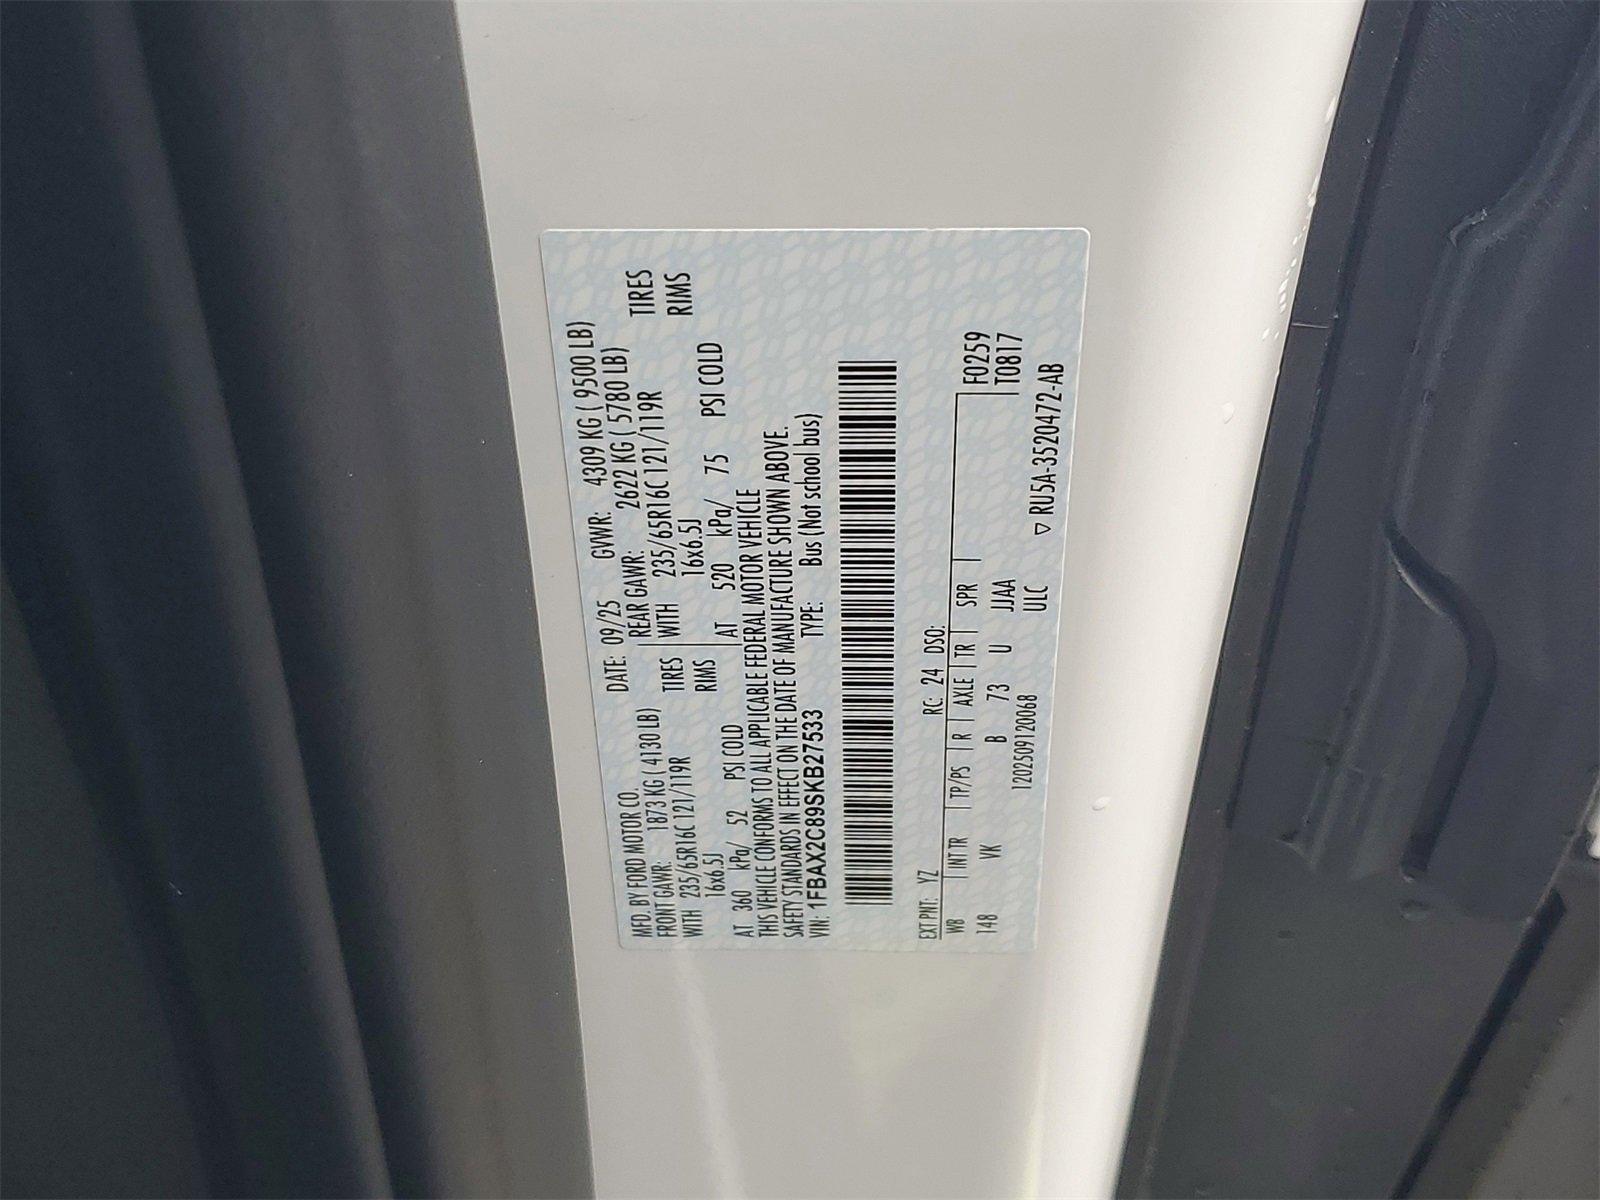 MFD. BY FORD MOTOR CO.
DATE: 09/25 GVWR: 4309 KG ( 9500 LB)
FRONT GAWR: 1873 KG ( 4130 LB)
REAR GAWR: 2622 KG ( 5780 LB)
WITH 235/65R16C 121/119R TIRES
WITH 235/65R16C 121/119R TIRES
16x6.5J RIMS
16x6.5J RIMS
AT 360 kPa/ 52 PSI COLD
AT 520 kPa/ 75 PSI COLD
THIS VEHICLE CONFORMS TO ALL APPLICABLE FEDERAL MOTOR VEHICLE
SAFETY STANDARDS IN EFFECT ON THE DATE OF MANUFACTURE SHOWN ABOVE.
VIN: 1FBAX2C89SKB27533 TYPE: Bus (Not school bus)
EXT PNT: YZ RC: 24 DSO: F0259
WB | INT TR | TP/PS | R | AXLE | TR | SPR | T0817
148 VK B 73 U JJAA
1202509120068 ULC
▽ RU5A-3520472-AB